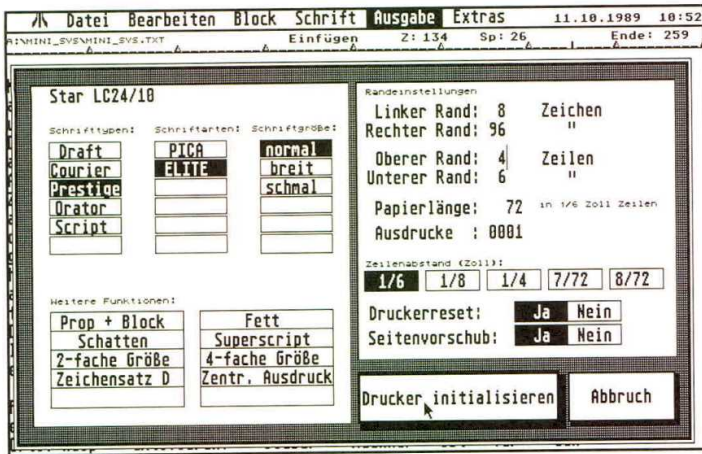 Datei Bearbeiten Block Schrift Ausgabe Extras 11.10.1989 10:52
A:\MINI_SYS\MINI_SYS.TXT Einfügen Z: 134 Sp: 26 Ende: 259
Star LC24/10
Schrifttypen: Schriftarten: Schriftgröße:
Draft PICA normal
Courier ELITE breit
Prestige schmal
Orator
Script
Weitere Funktionen:
Prop + Block Fett
Schatten Superscript
2-fache Größe 4-fache Größe
Zeichensatz D Zentr. Ausdruck
Randeinstellungen
Linker Rand: 8 Zeichen
Rechter Rand: 96 "
Oberer Rand: 4 Zeilen
Unterer Rand: 6 "
Papierlänge: 72 in 1/6 Zoll Zeilen
Ausdrucke : 0001
Zeilenabstand (Zoll):
1/6 1/8 1/4 7/72 8/72
Druckerreset: Ja Nein
Seitenvorschub: Ja Nein
Drucker initialisieren Abbruch